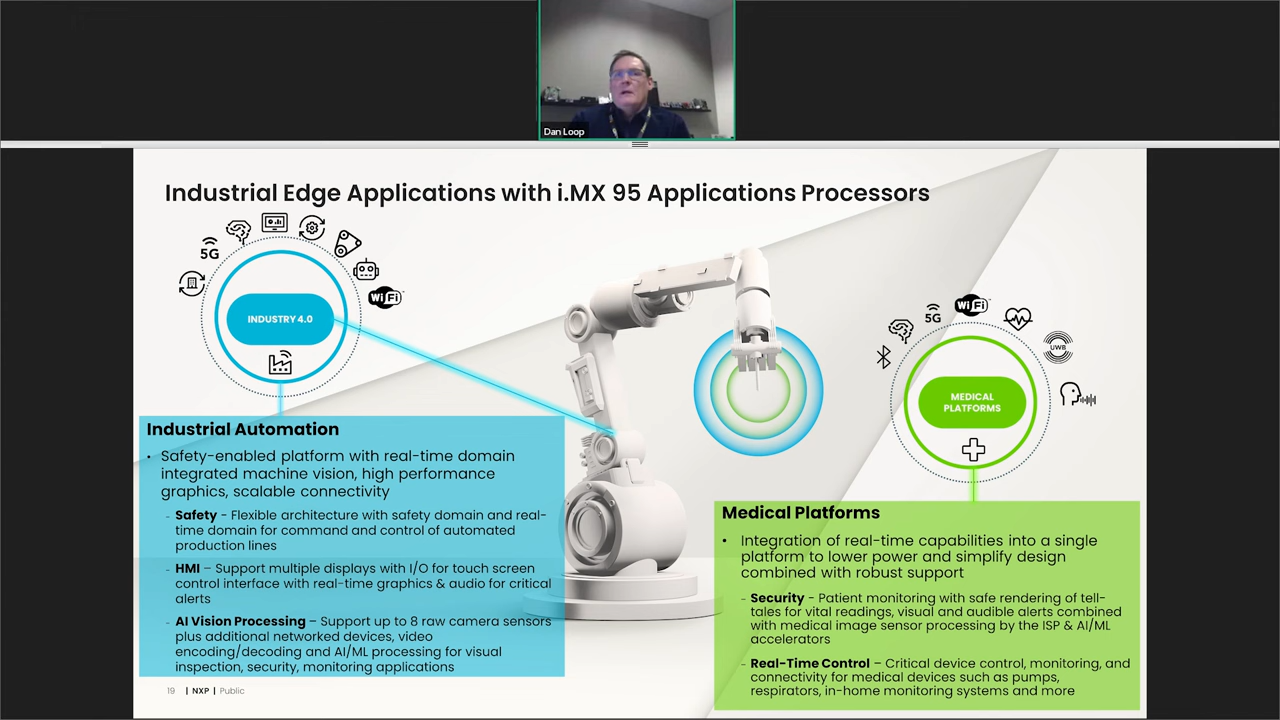 Dan Loop
Industrial Edge Applications with i.MX 95 Applications Processors
5G
WiFi
INDUSTRY 4.0
5G
WiFi
UWB
MEDICAL
PLATFORMS
Industrial Automation
• Safety-enabled platform with real-time domain
integrated machine vision, high performance
graphics, scalable connectivity
- Safety - Flexible architecture with safety domain and real-
time domain for command and control of automated
production lines
- HMI – Support multiple displays with I/O for touch screen
control interface with real-time graphics & audio for critical
alerts
- AI Vision Processing – Support up to 8 raw camera sensors
plus additional networked devices, video
encoding/decoding and AI/ML processing for visual
inspection, security, monitoring applications
Medical Platforms
• Integration of real-time capabilities into a single
platform to lower power and simplify design
combined with robust support
- Security - Patient monitoring with safe rendering of tell-
tales for vital readings, visual and audible alerts combined
with medical image sensor processing by the ISP & AI/ML
accelerators
- Real-Time Control – Critical device control, monitoring, and
connectivity for medical devices such as pumps,
respirators, in-home monitoring systems and more
19 | NXP | Public